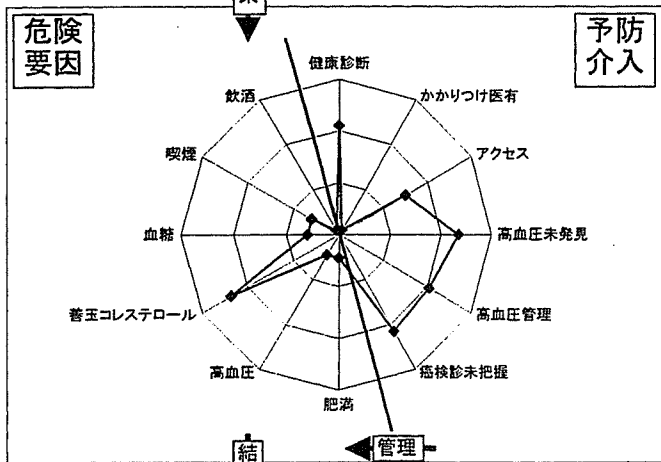 危険
要因
予防
介入
健康診断
飲酒
かかりつけ医有
喫煙
アクセス
血糖
高血圧未発見
善玉コレステロール
高血圧管理
高血圧
癌検診未把握
肥満
結
管理